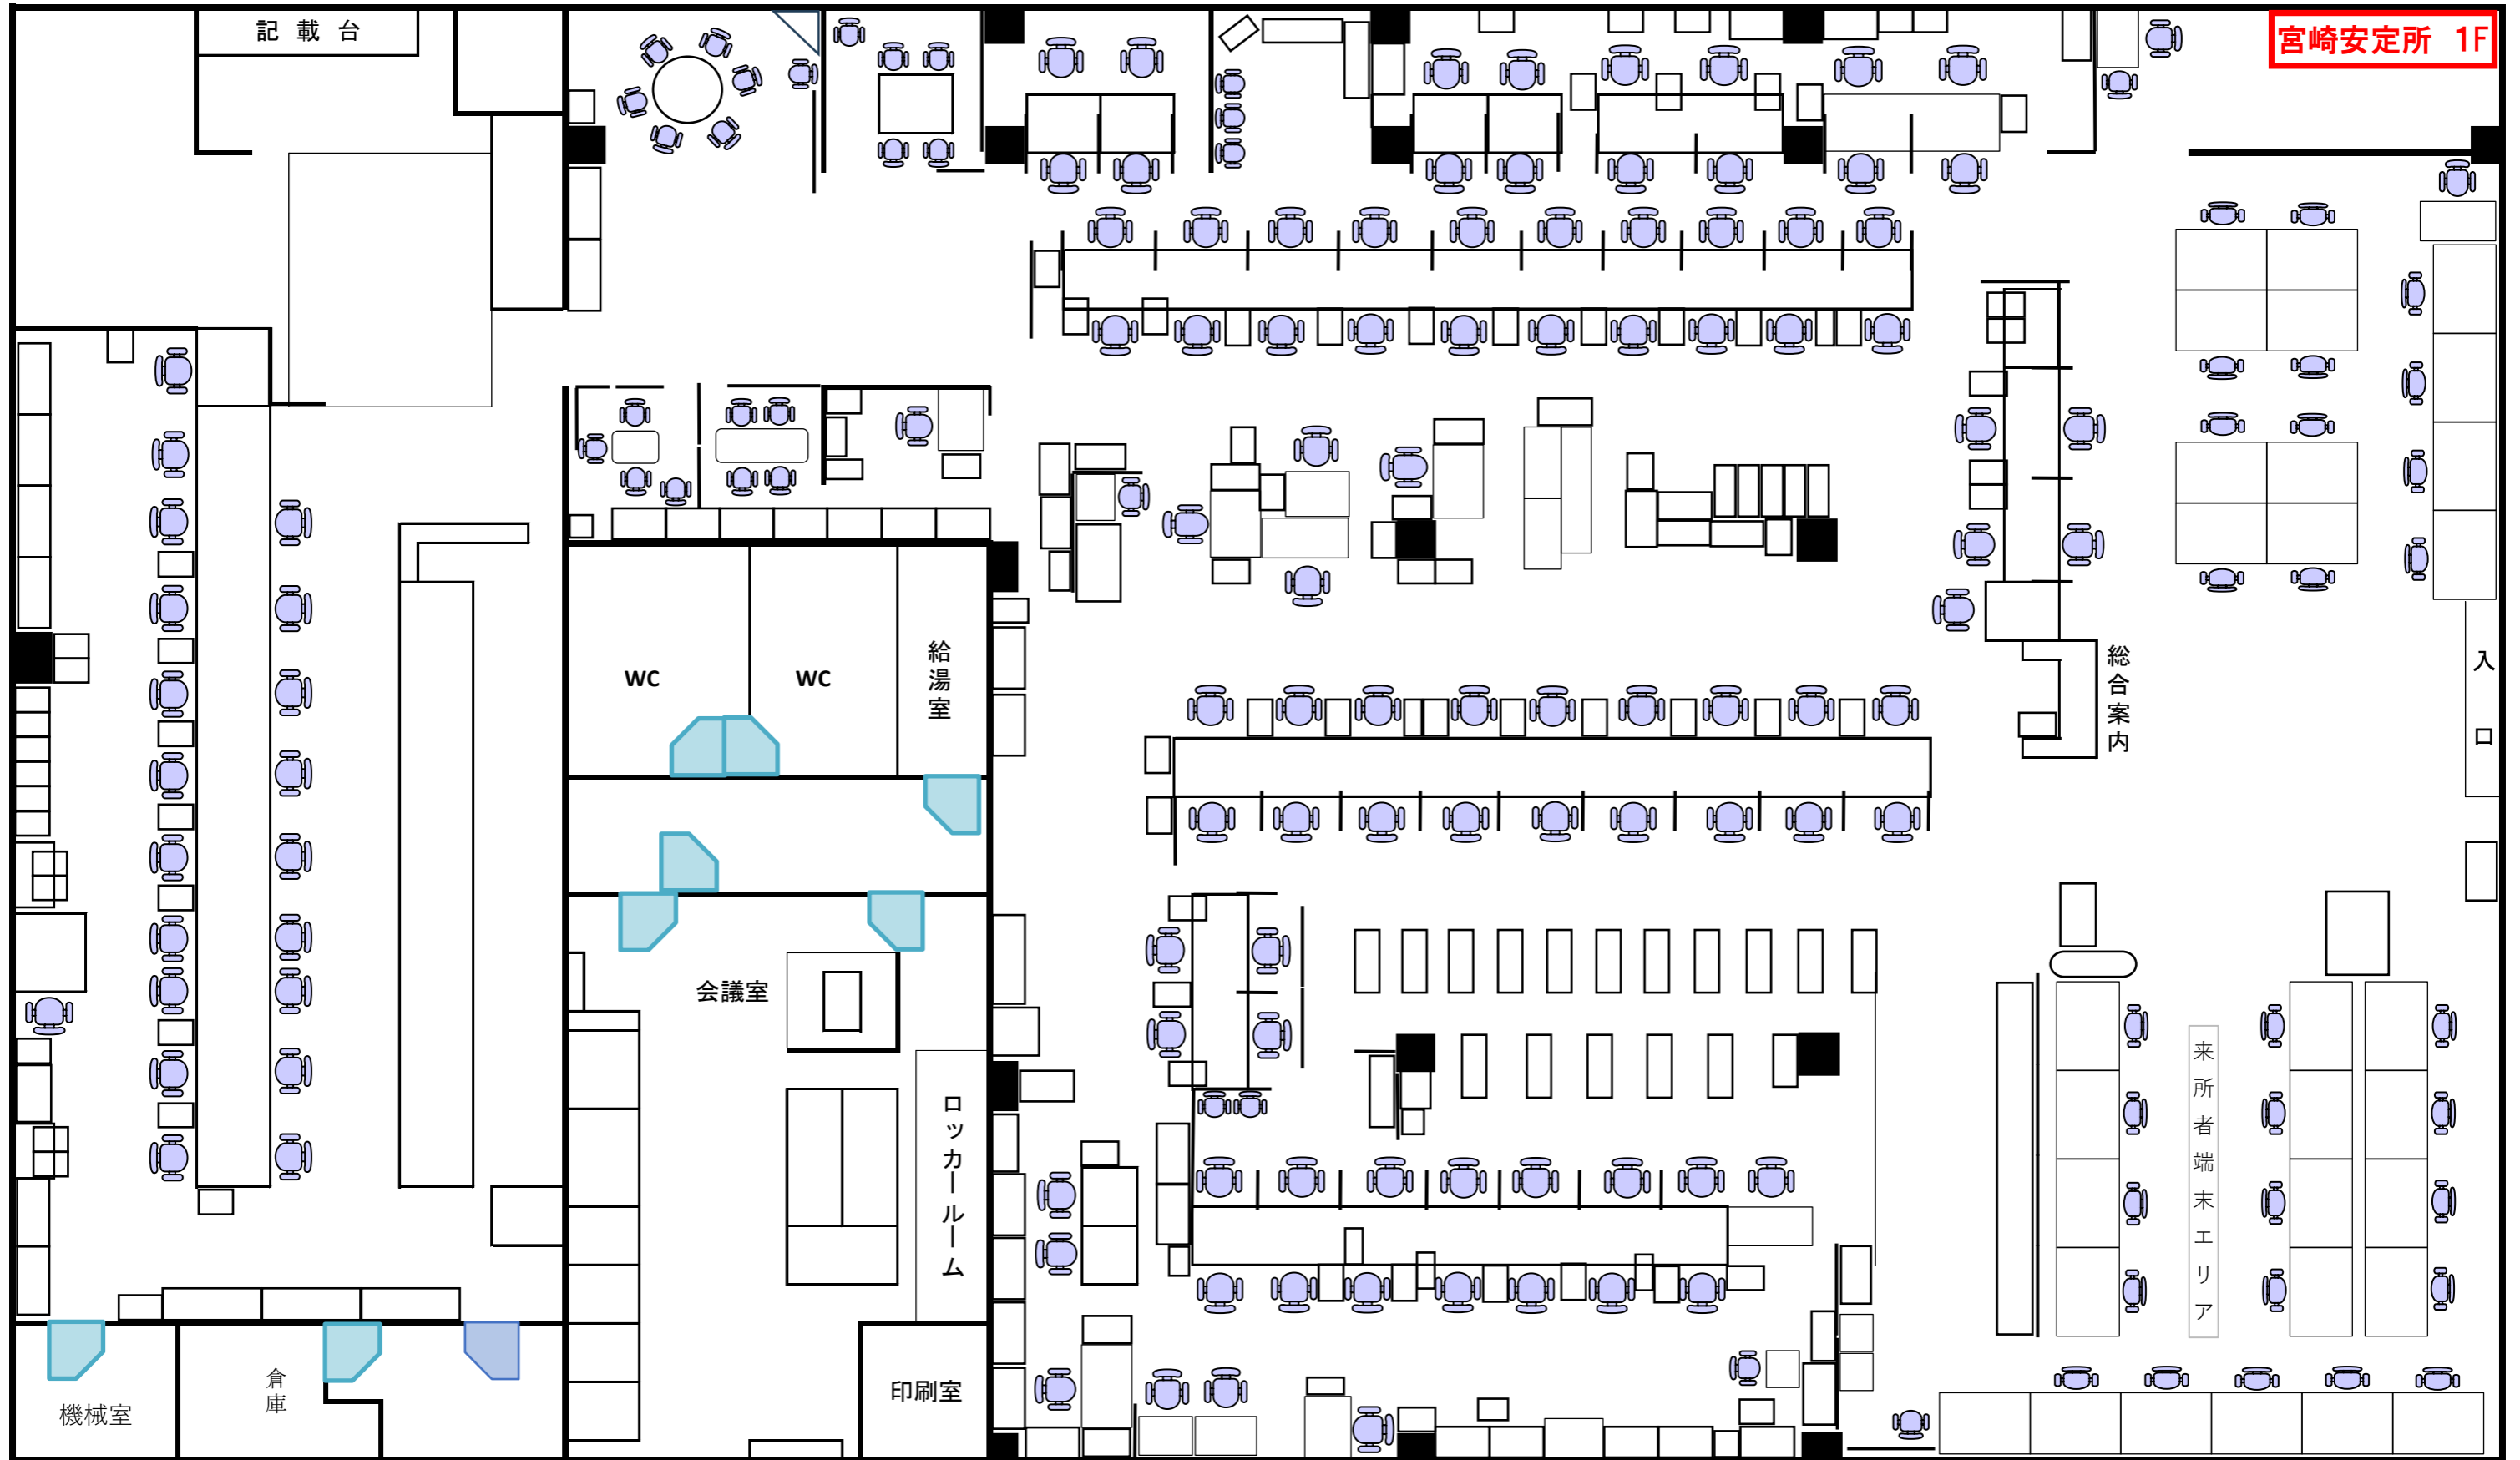 記 載 台
宮崎安定所 1F
WC
WC
給湯室
総合案内
入口
会議室
ロッカールーム
来所者端末エリア
機械室
倉庫
印刷室